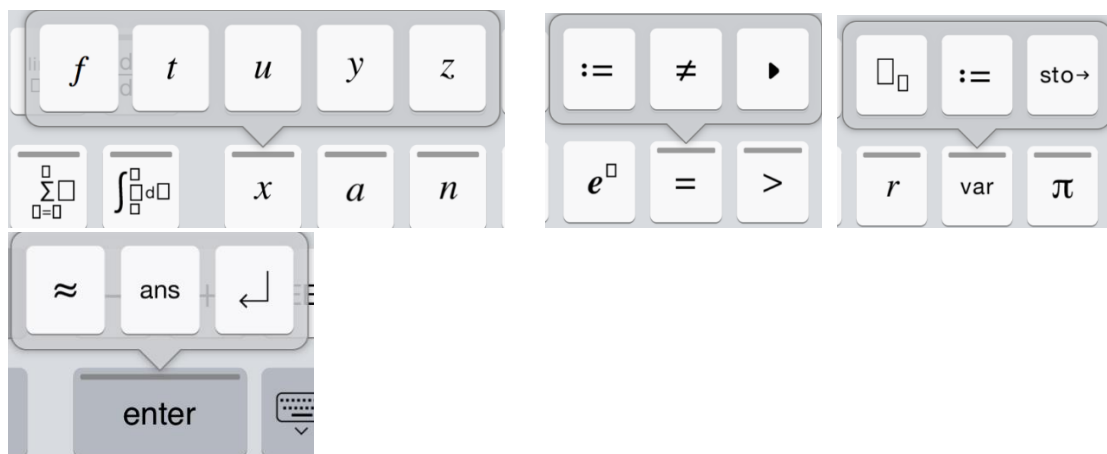 f t u y z
∑□ □=□ ∫□ d□ x a n
:= ≠ ▶
e□ = >
□□ := sto→
r var π
≈ ans ↵
enter